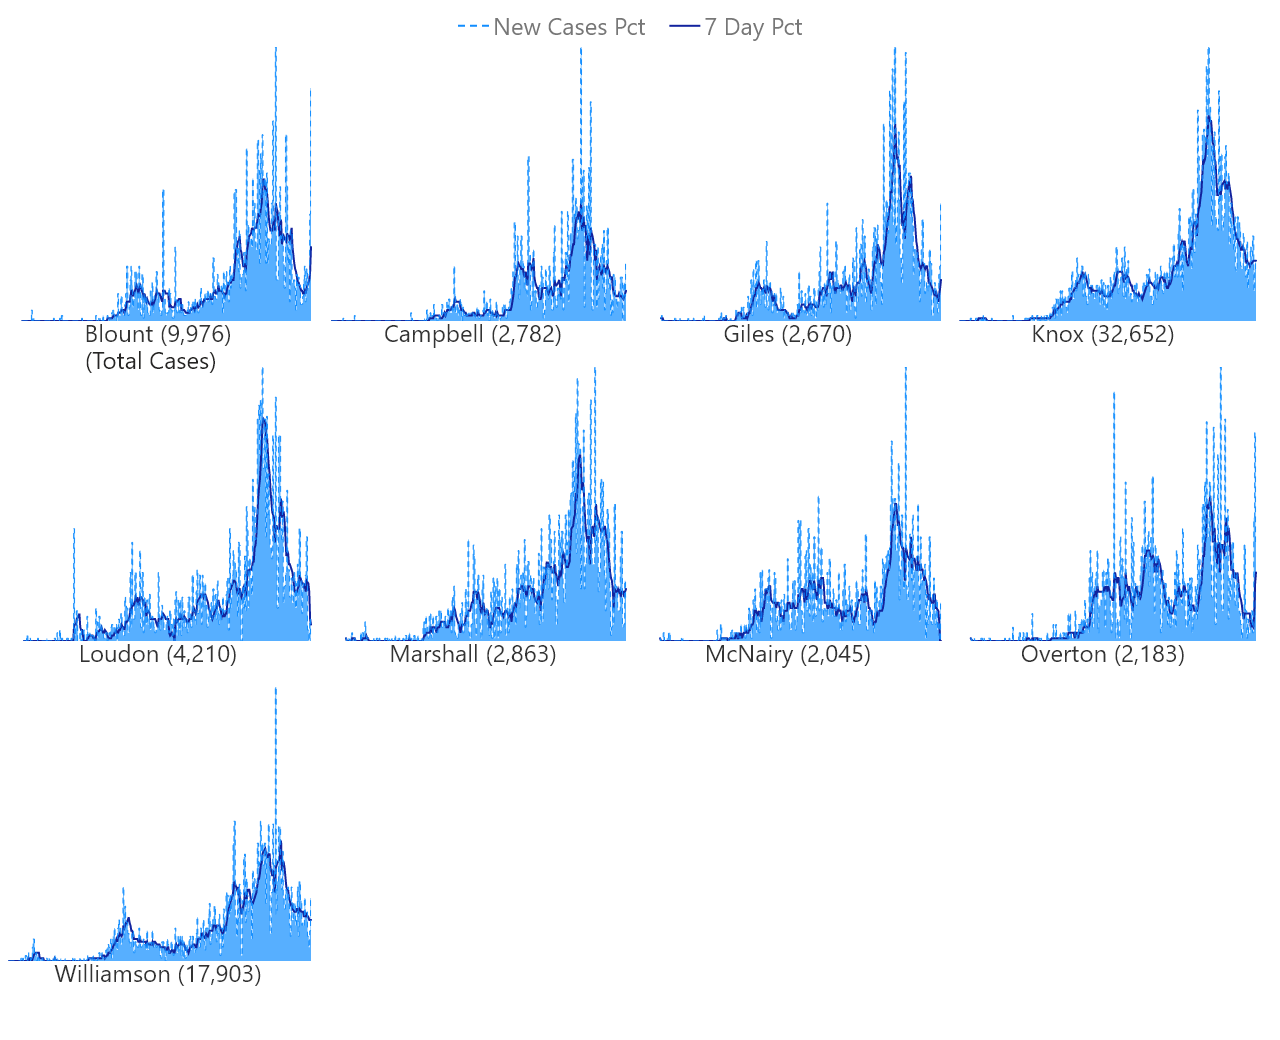 New Cases Pct 7 Day Pct
Blount (9,976) Campbell (2,782) Giles (2,670) Knox (32,652)
(Total Cases)
Loudon (4,210) Marshall (2,863) McNairy (2,045) Overton (2,183)
Williamson (17,903)